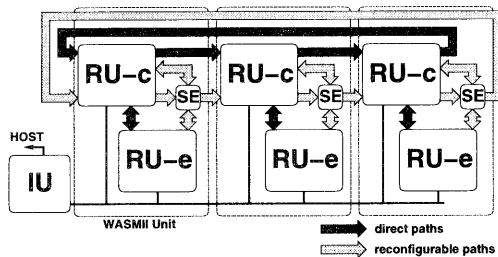 RU-c RU-c RU-c
SE SE SE
HOST
RU-e RU-e RU-e
IU
WASMII Unit
direct paths
reconfigurable paths